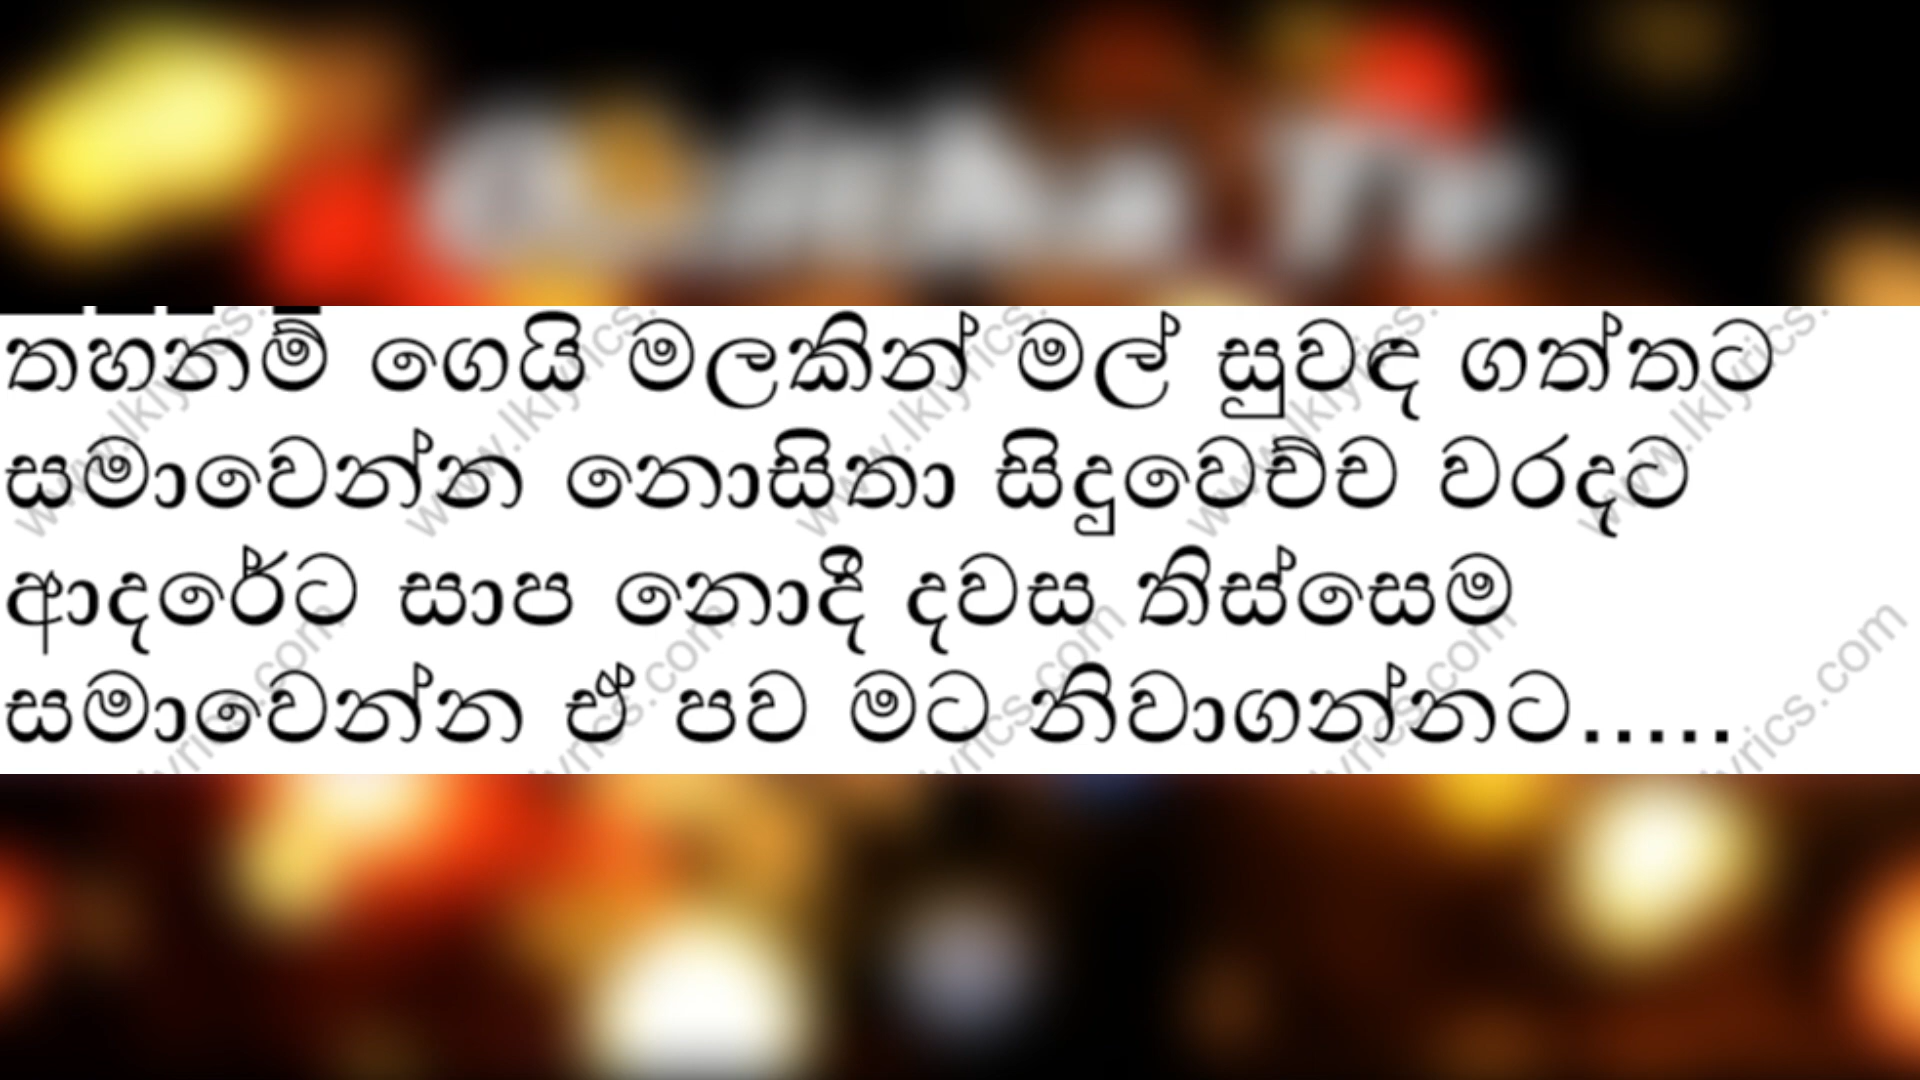 තහනම් ගෙයි මලකින් මල් සුවඳ ගත්තට
සමාවෙන්න නොසිතා සිදුවෙච්ච වරදට
ආදරේට සාප නොදී දවස තිස්සෙම
සමාවෙන්න ඒ පව මට නිවාගන්නට.....